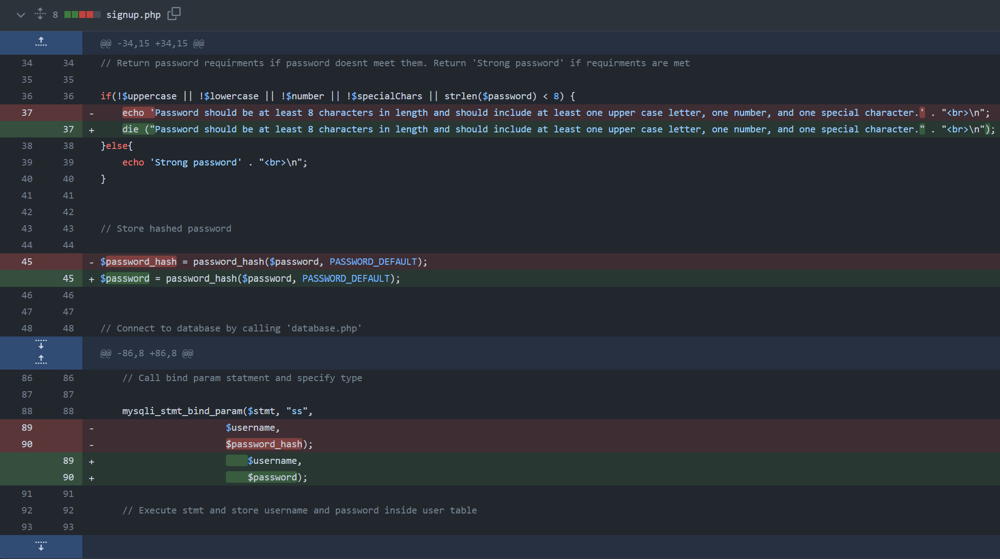 8 signup.php
@@ -34,15 +34,15 @@
34 34 // Return password requirments if password doesnt meet them. Return 'Strong password' if requirments are met
35 35
36 36 if(!$uppercase || !$lowercase || !$number || !$specialChars || strlen($password) < 8) {
37 - echo 'Password should be at least 8 characters in length and should include at least one upper case letter, one number, and one special character.' . "<br>\n";
37 + die ("Password should be at least 8 characters in length and should include at least one upper case letter, one number, and one special character." . "<br>\n");
38 38 }else{
39 39 echo 'Strong password' . "<br>\n";
40 40 }
41 41
42 42
43 43 // Store hashed password
44 44
45 - $password_hash = password_hash($password, PASSWORD_DEFAULT);
45 + $password = password_hash($password, PASSWORD_DEFAULT);
46 46
47 47
48 48 // Connect to database by calling 'database.php'
@@ -86,8 +86,8 @@
86 86 // Call bind param statment and specify type
87 87
88 88 mysqli_stmt_bind_param($stmt, "ss",
89 - $username,
90 - $password_hash);
89 + $username,
90 + $password);
91 91
92 92 // Execute stmt and store username and password inside user table
93 93